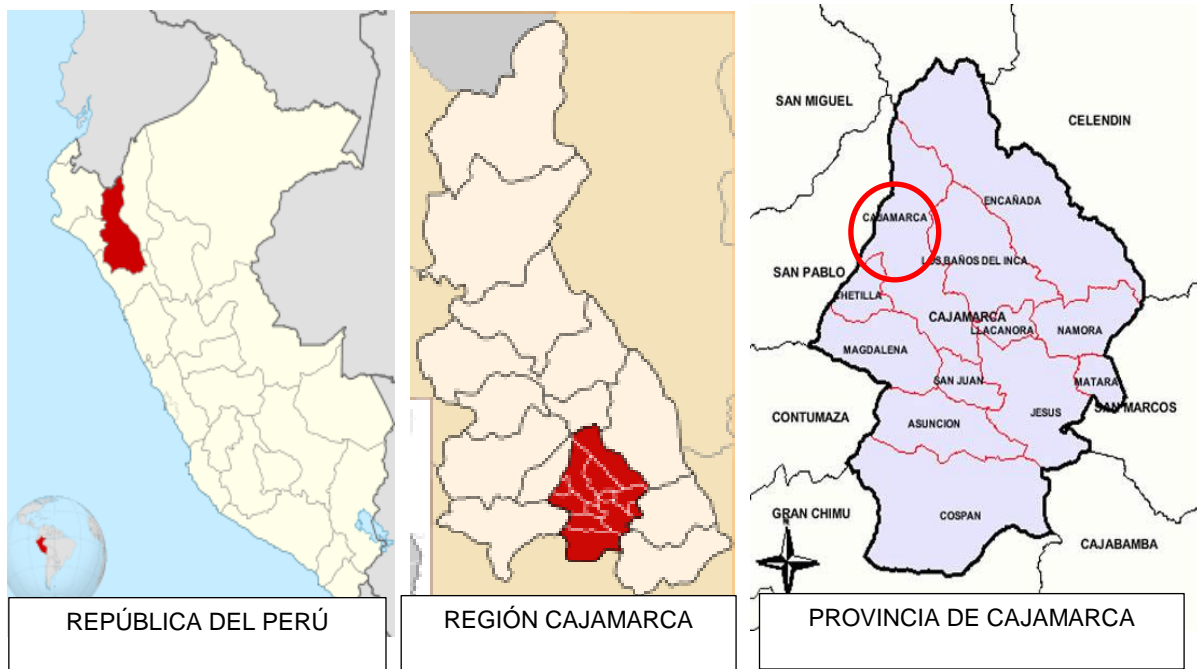 SAN MIGUEL
CELENDIN
ENCAÑADA
CAJAMARCA
LOS BAÑOS DEL INCA
SAN PABLO
CHETILLA
CAJAMARCA
LLACANORA
NAMORA
MAGDALENA
SAN JUAN
MATARA
CONTUMAZA
ASUNCION
JESUS
SAN MARCOS
GRAN CHIMU
COSPAN
CAJABAMBA
REPÚBLICA DEL PERÚ
REGIÓN CAJAMARCA
PROVINCIA DE CAJAMARCA